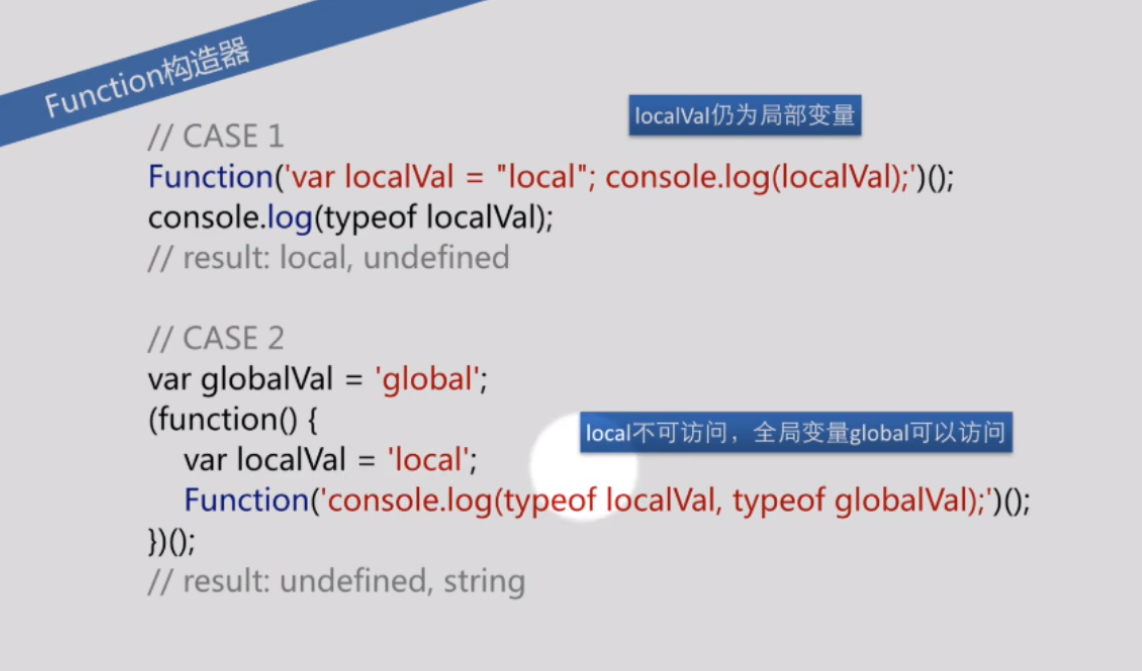 Function构造器
// CASE 1
localVal仍为局部变量
Function('var localVal = "local"; console.log(localVal);')();
console.log(typeof localVal);
// result: local, undefined
// CASE 2
var globalVal = 'global';
(function() {
local不可访问，全局变量global可以访问
var localVal = 'local';
Function('console.log(typeof localVal, typeof globalVal);')();
})();
// result: undefined, string